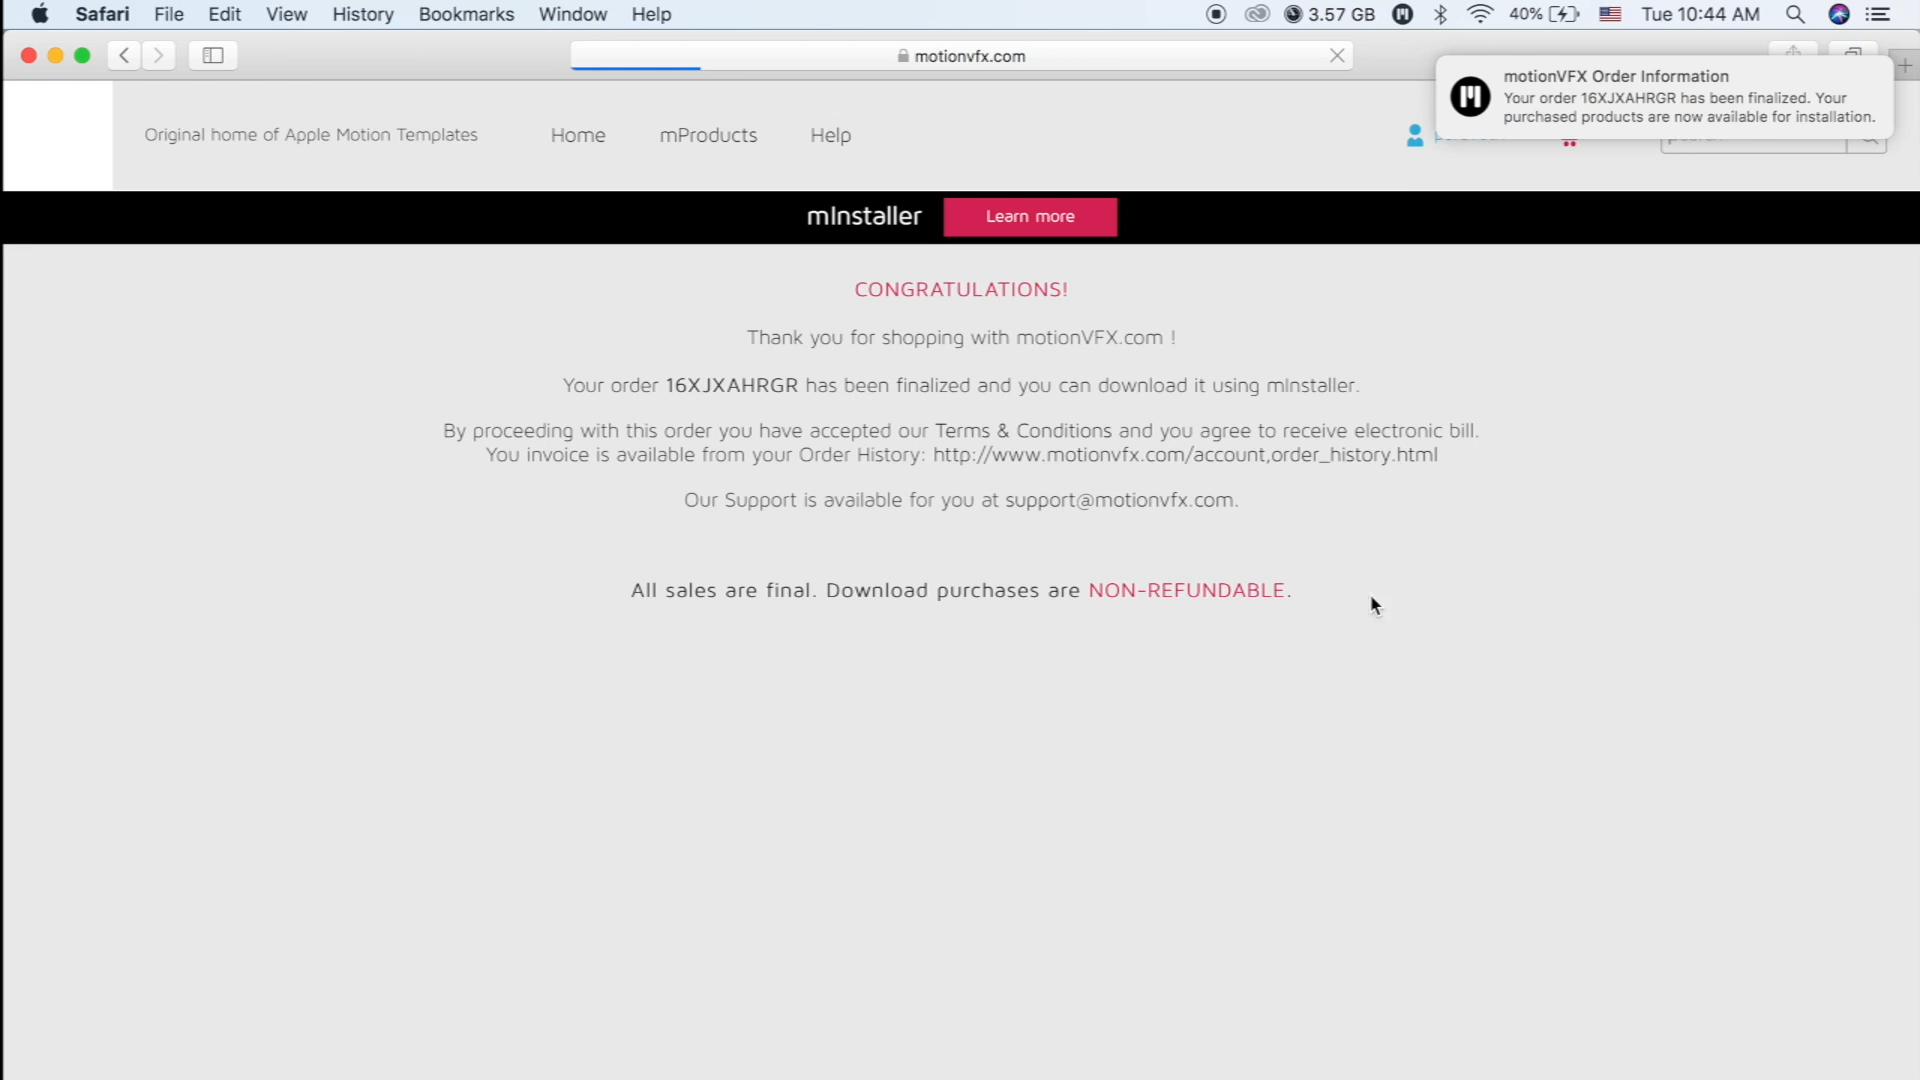 Safari File Edit View History Bookmarks Window Help 3.57 GB 40% Tue 10:44 AM
motionvfx.com
motionVFX Order Information
Your order 16XJXAHRGR has been finalized. Your
purchased products are now available for installation.
Original home of Apple Motion Templates Home mProducts Help
mInstaller Learn more
CONGRATULATIONS!
Thank you for shopping with motionVFX.com !
Your order 16XJXAHRGR has been finalized and you can download it using mInstaller.
By proceeding with this order you have accepted our Terms & Conditions and you agree to receive electronic bill.
You invoice is available from your Order History: http://www.motionvfx.com/account,order_history.html
Our Support is available for you at support@motionvfx.com.
All sales are final. Download purchases are NON-REFUNDABLE.